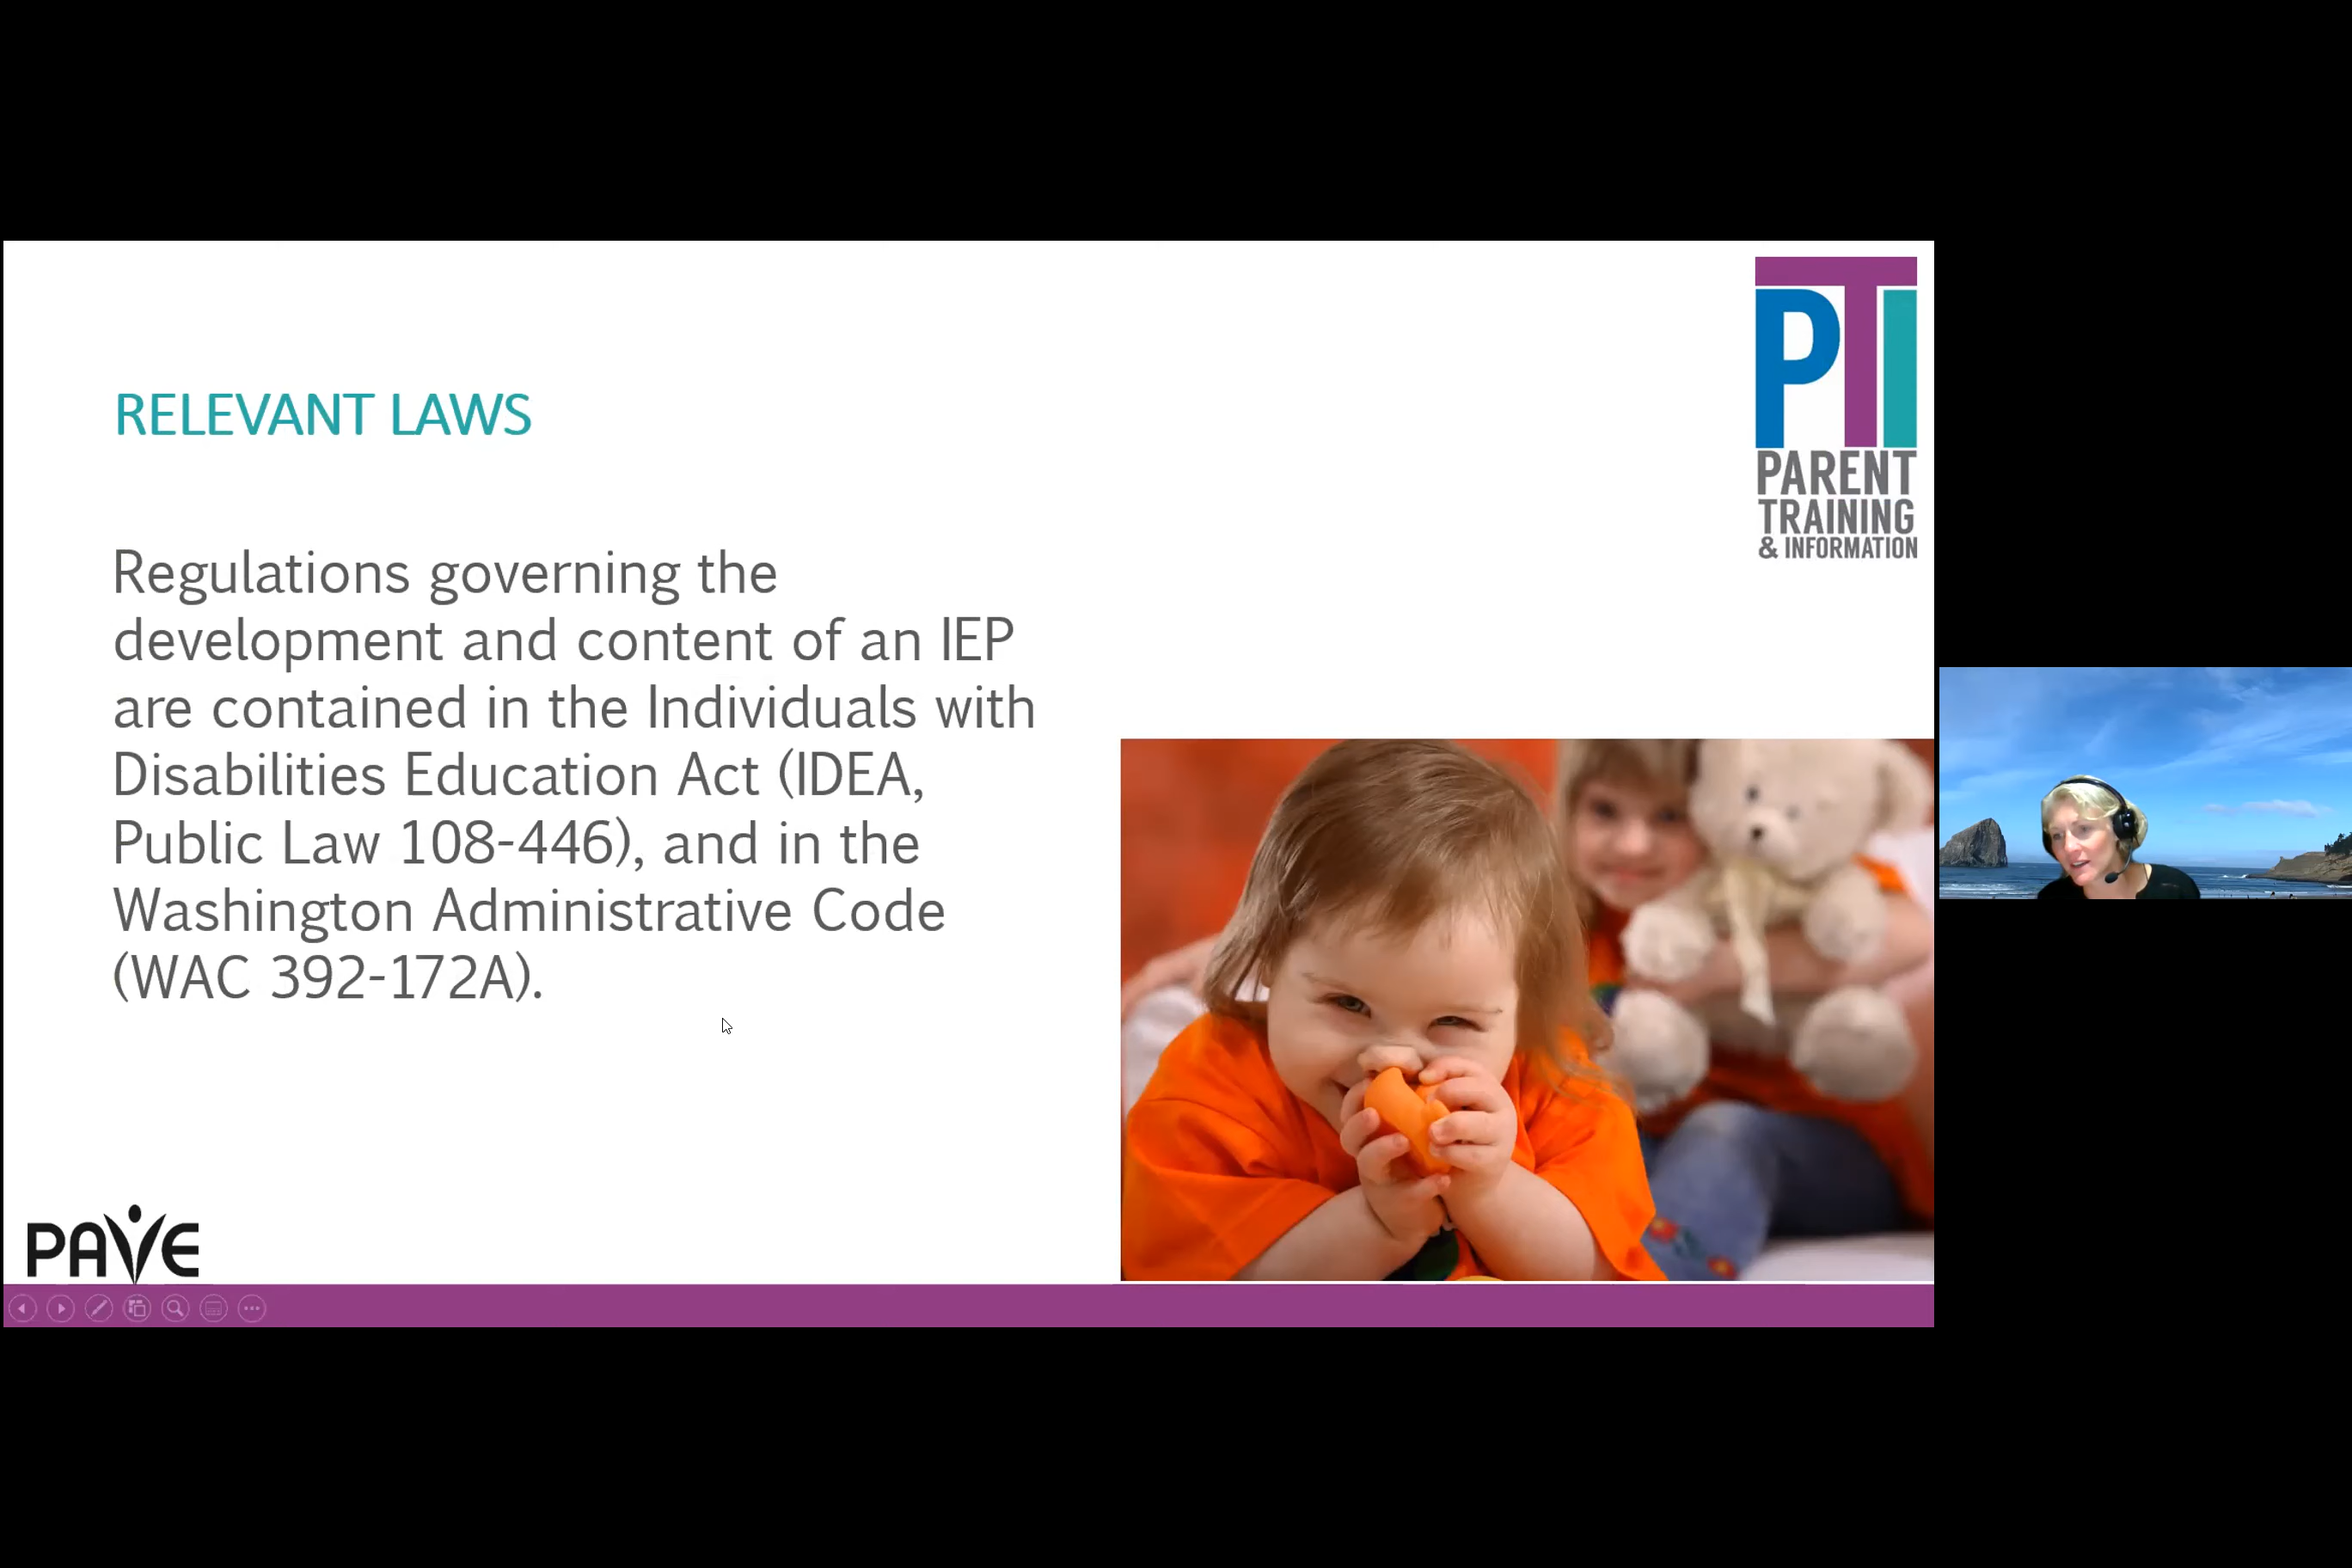 RELEVANT LAWS
Regulations governing the
development and content of an IEP
are contained in the Individuals with
Disabilities Education Act (IDEA,
Public Law 108-446), and in the
Washington Administrative Code
(WAC 392-172A).
PTI
PARENT
TRAINING
& INFORMATION
PAVE